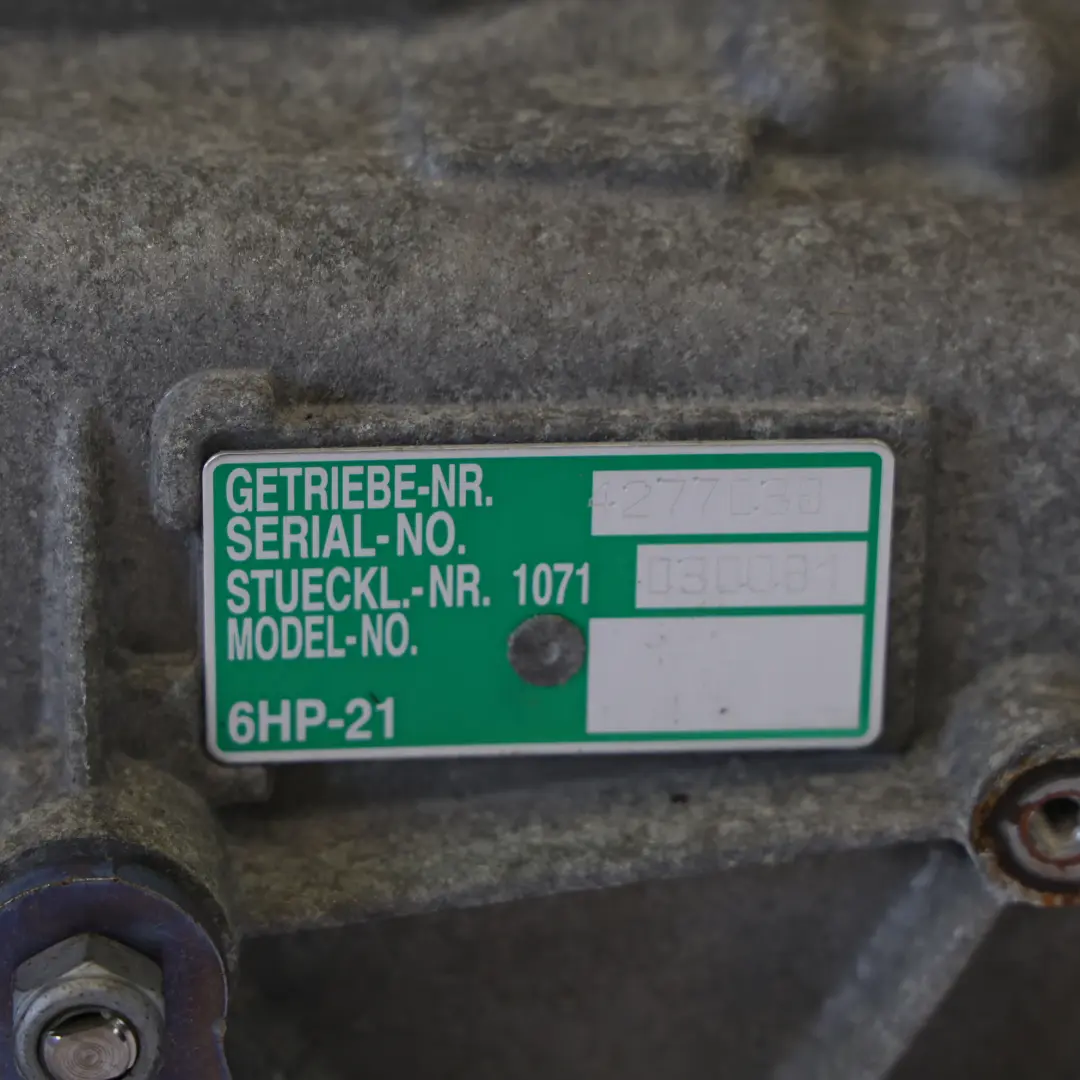 GETRIEBE-NR.
SERIAL-NO.
STUECKL.-NR. 1071
MODEL-NO.
6HP-21